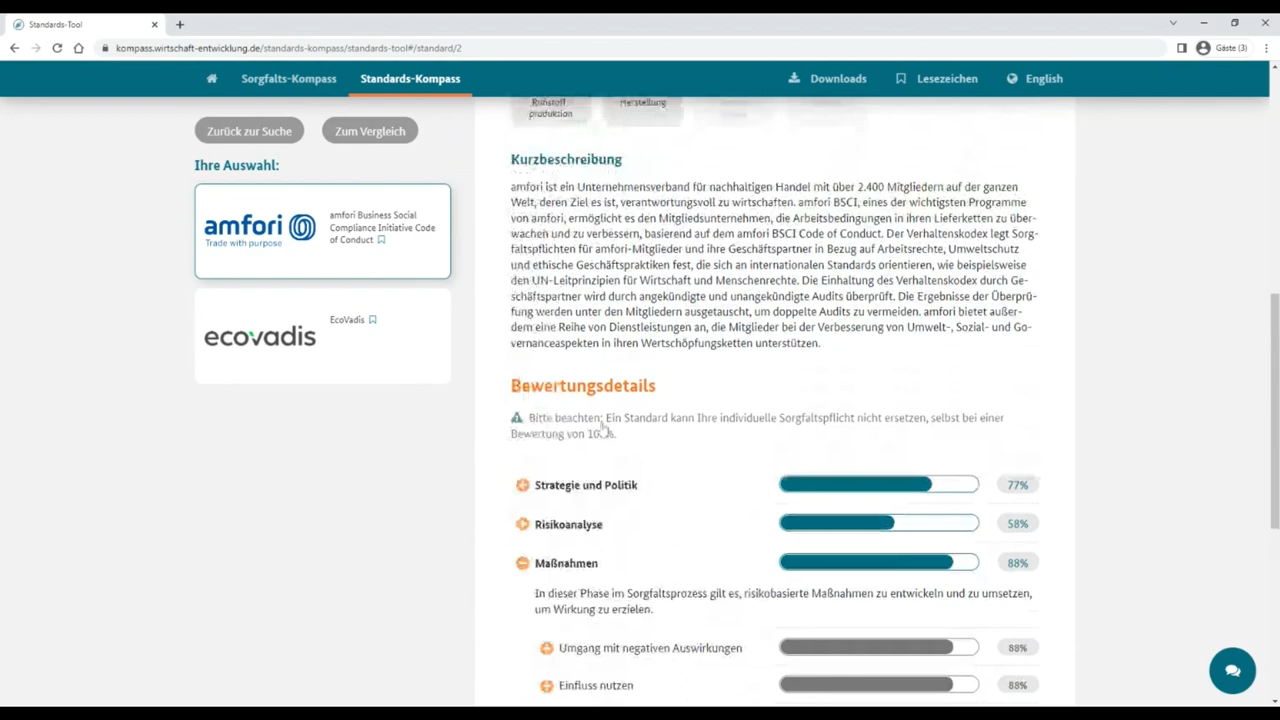 Standards-Tool
kompass.wirtschaft-entwicklung.de/standards-kompass/standards-tool#/standard/2
Gäste (3)
Sorgfalts-Kompass
Standards-Kompass
Downloads
Lesezeichen
English
Zurück zur Suche
Zum Vergleich
Ihre Auswahl:
amfori
Trade with purpose
amfori Business Social
Compliance Initiative Code
of Conduct
ecovadis
EcoVadis
Rohstoff
produktion
Herstellung
Kurzbeschreibung
amfori ist ein Unternehmensverband für nachhaltigen Handel mit über 2.400 Mitgliedern auf der ganzen
Welt, deren Ziel es ist, verantwortungsvoll zu wirtschaften. amfori BSCI, eines der wichtigsten Programme
von amfori, ermöglicht es den Mitgliedsunternehmen, die Arbeitsbedingungen in ihren Lieferketten zu über-
wachen und zu verbessern, basierend auf dem amfori BSCI Code of Conduct. Der Verhaltenskodex legt Sorg-
faltspflichten für amfori-Mitglieder und ihre Geschäftspartner in Bezug auf Arbeitsrechte, Umweltschutz
und ethische Geschäftspraktiken fest, die sich an internationalen Standards orientieren, wie beispielsweise
den UN-Leitprinzipien für Wirtschaft und Menschenrechte. Die Einhaltung des Verhaltenskodex durch Ge-
schäftspartner wird durch angekündigte und unangekündigte Audits überprüft. Die Ergebnisse der Überprü-
fung werden unter den Mitgliedern ausgetauscht, um doppelte Audits zu vermeiden. amfori bietet außer-
dem eine Reihe von Dienstleistungen an, die Mitglieder bei der Verbesserung von Umwelt-, Sozial- und Go-
vernanceaspekten in ihren Wertschöpfungsketten unterstützen.
Bewertungsdetails
Bitte beachten: Ein Standard kann Ihre individuelle Sorgfaltspflicht nicht ersetzen, selbst bei einer
Bewertung von 100%.
Strategie und Politik 77%
Risikoanalyse 58%
Maßnahmen 88%
In dieser Phase im Sorgfaltsprozess gilt es, risikobasierte Maßnahmen zu entwickeln und zu umsetzen,
um Wirkung zu erzielen.
Umgang mit negativen Auswirkungen 88%
Einfluss nutzen 88%